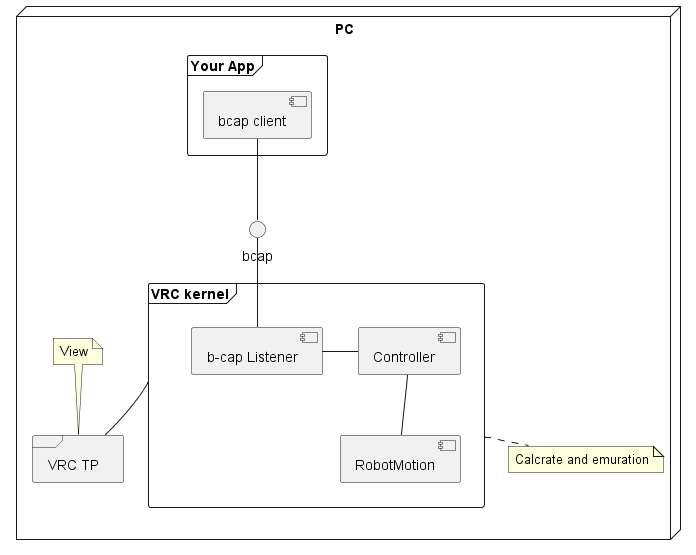 PC
Your App
bcap client
bcap
VRC kernel
b-cap Listener
Controller
View
VRC TP
RobotMotion
Calcrate and emuration